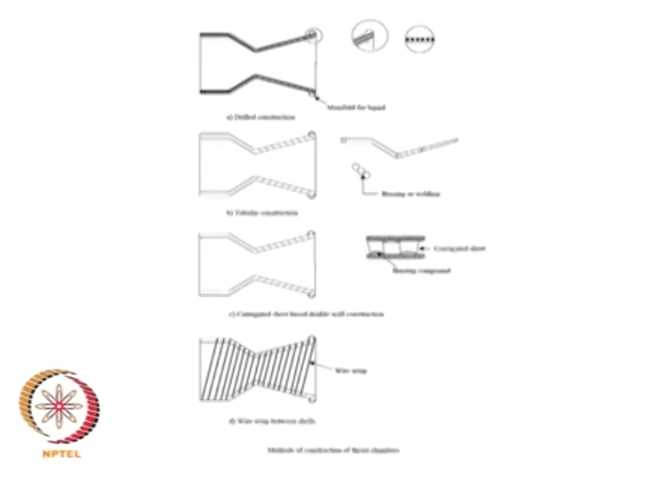 Manifold for liquid
a) Drilled construction
Brazing or welding
b) Tubular construction
Corrugated sheet
Brazing compound
c) Corrugated sheet based double wall construction
Wire wrap
d) Wire wrap between shells
Methods of construction of thrust chambers
NPTEL